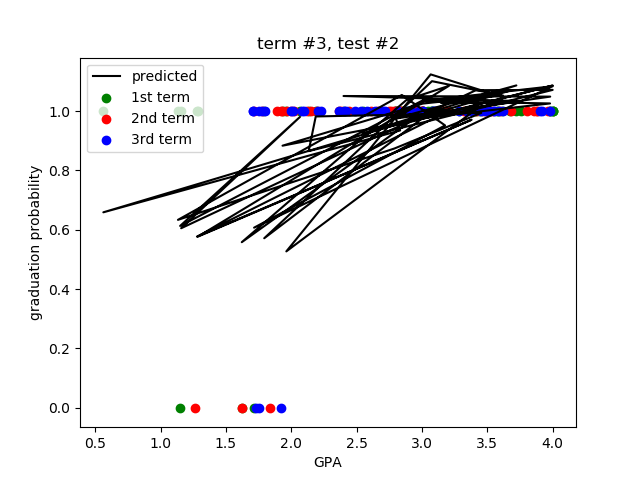 term #3, test #2
predicted
1st term
2nd term
3rd term
graduation probability
1.0
0.8
0.6
0.4
0.2
0.0
0.5 1.0 1.5 2.0 2.5 3.0 3.5 4.0
GPA